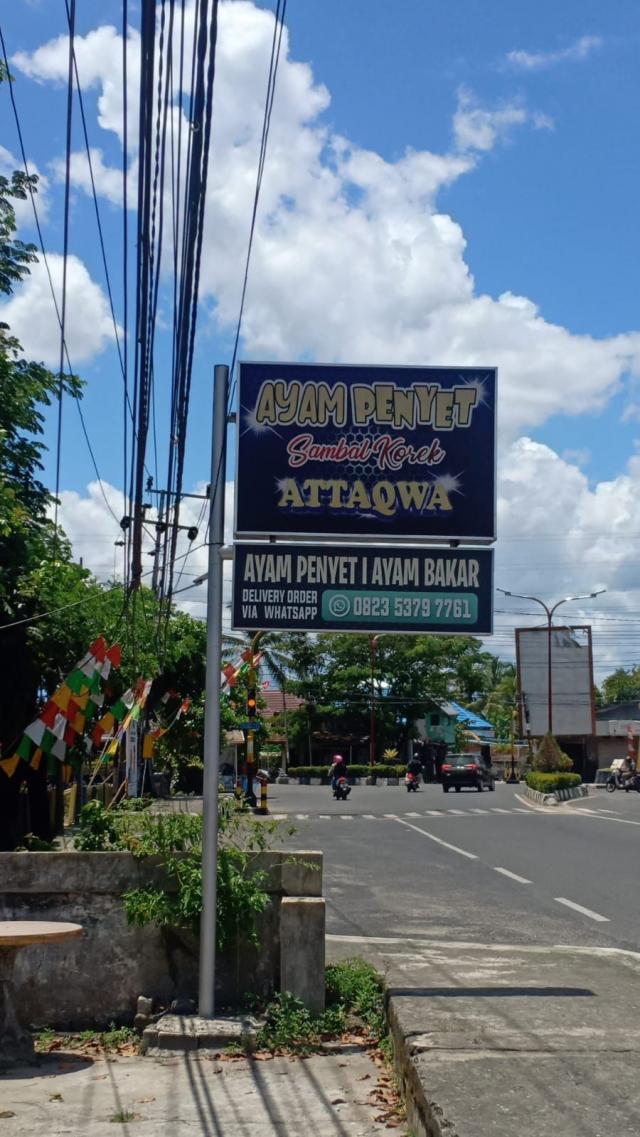 AYAM PENYET
Sambal Korek
ATTAQWA
AYAM PENYET I AYAM BAKAR
DELIVERY ORDER
VIA WHATSAPP
0823 5379 7761